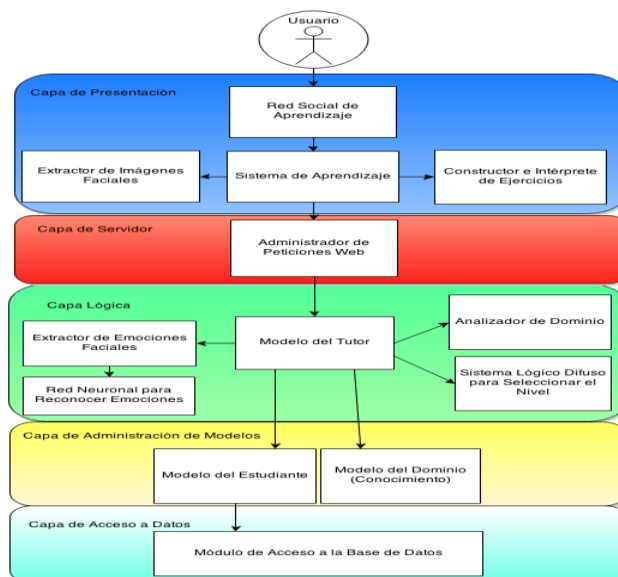 Usuario
Capa de Presentación
Red Social de
Aprendizaje
Extractor de Imágenes
Faciales
Sistema de Aprendizaje
Constructor e Intérprete
de Ejercicios
Capa de Servidor
Administrador de
Peticiones Web
Capa Lógica
Extractor de Emociones
Faciales
Modelo del Tutor
Analizador de Dominio
Red Neuronal para
Reconocer Emociones
Sistema Lógico Difuso
para Seleccionar el
Nivel
Capa de Administración de Modelos
Modelo del Estudiante
Modelo del Dominio
(Conocimiento)
Capa de Acceso a Datos
Módulo de Acceso a la Base de Datos